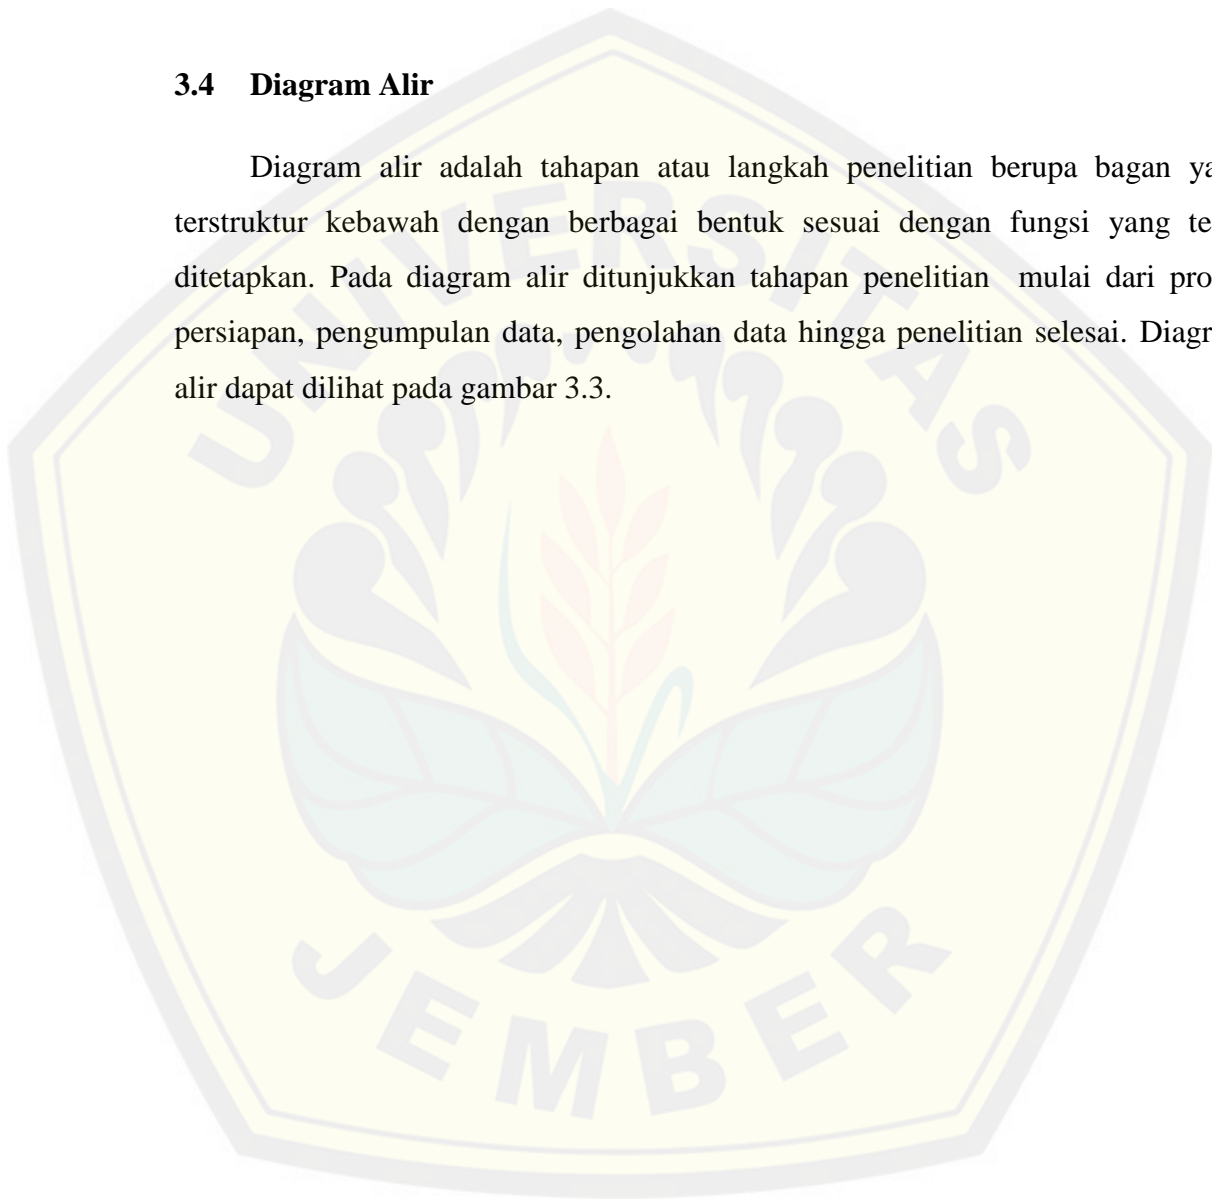 3.4 Diagram Alir
Diagram alir adalah tahapan atau langkah penelitian berupa bagan ya
terstruktur kebawah dengan berbagai bentuk sesuai dengan fungsi yang te
ditetapkan. Pada diagram alir ditunjukkan tahapan penelitian mulai dari pro
persiapan, pengumpulan data, pengolahan data hingga penelitian selesai. Diagr
alir dapat dilihat pada gambar 3.3.
UNIVERSITAS
JEMBER